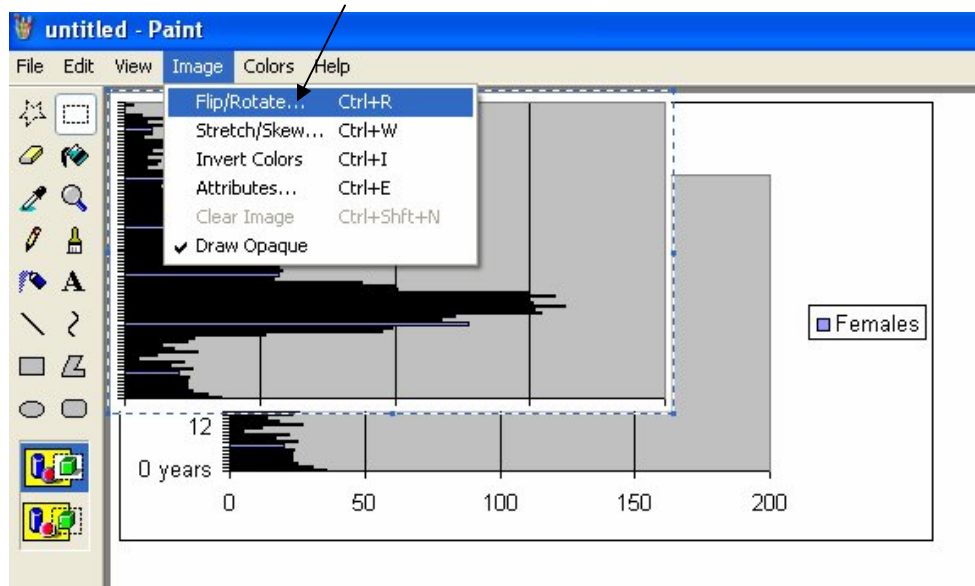 untitled - Paint
File Edit View Image Colors Help
Flip/Rotate... Ctrl+R
Stretch/Skew... Ctrl+W
Invert Colors Ctrl+I
Attributes... Ctrl+E
Clear Image Ctrl+Shft+N
Draw Opaque
A
Females
12
0 years
0 50 100 150 200